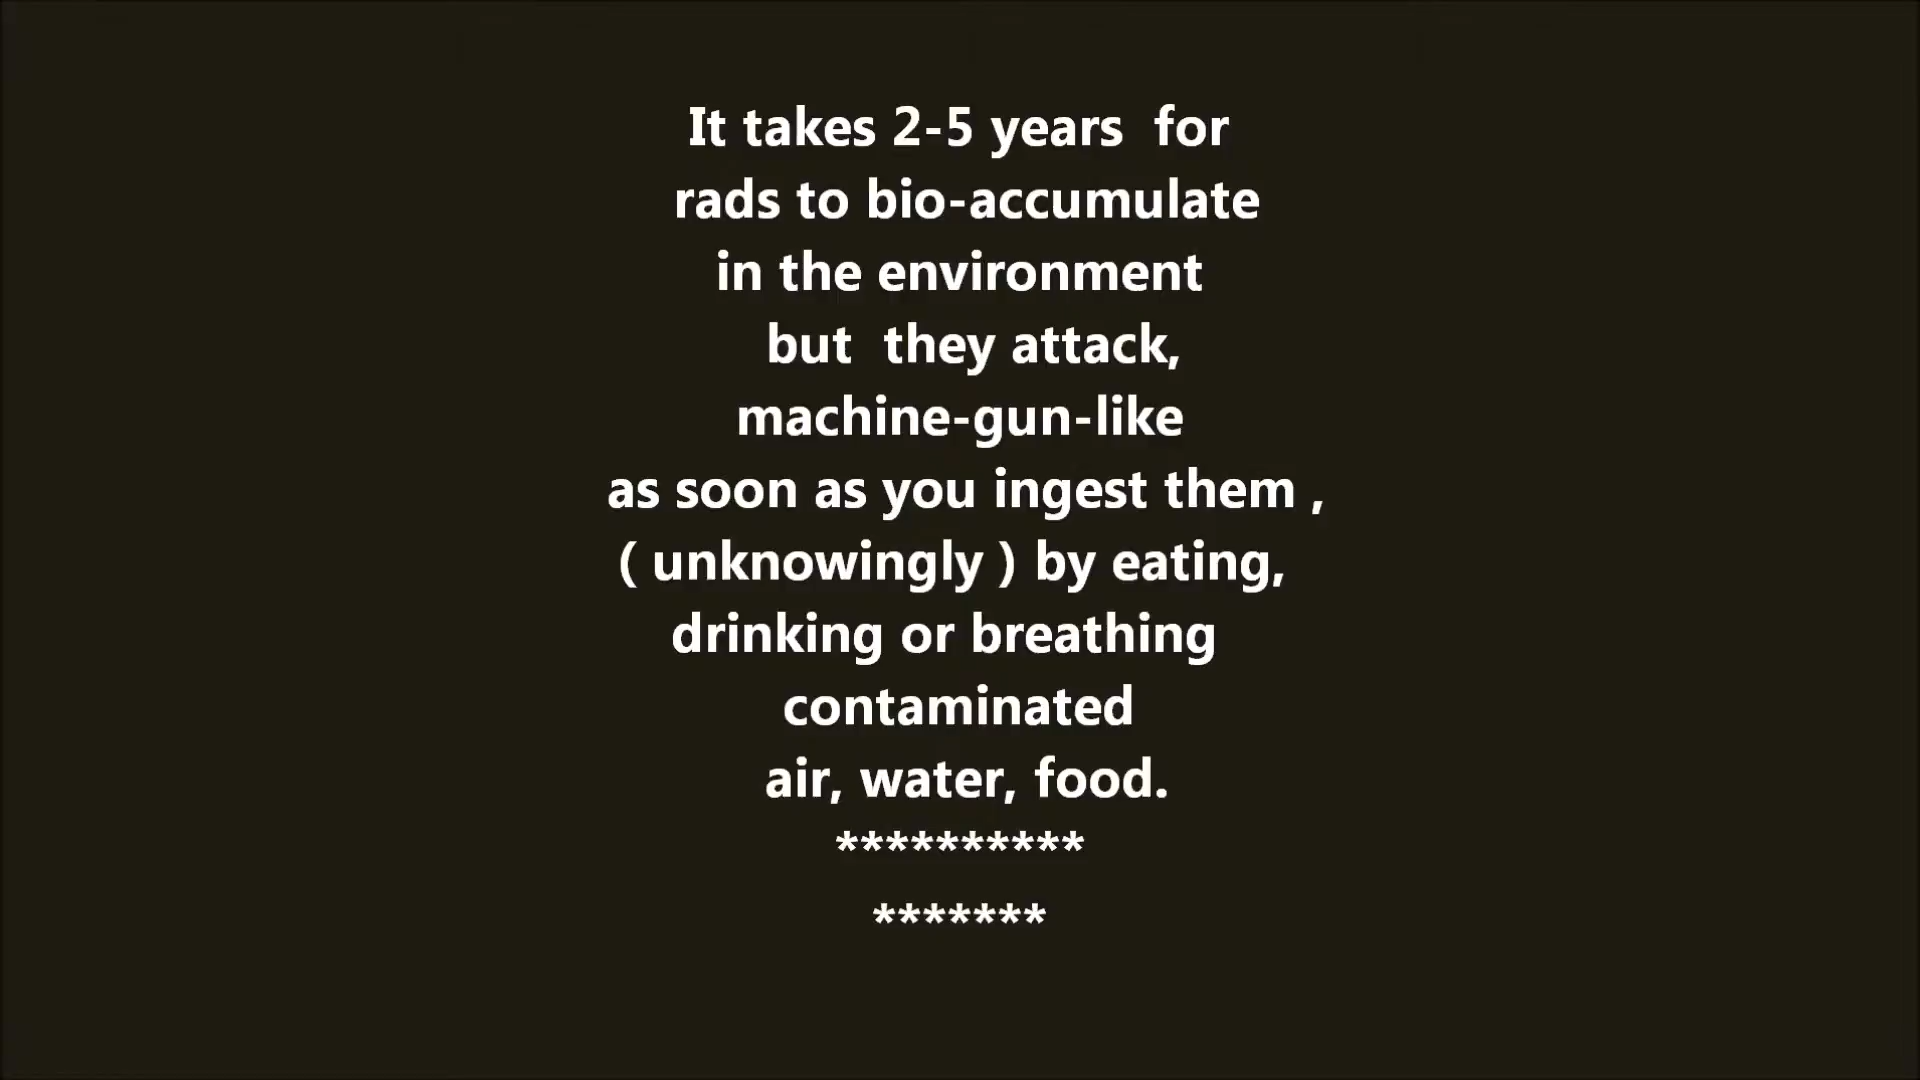 It takes 2-5 years  for
rads to bio-accumulate
in the environment
but  they attack,
machine-gun-like
as soon as you ingest them ,
( unknowingly ) by eating,
drinking or breathing
contaminated
air, water, food.
**********
*******